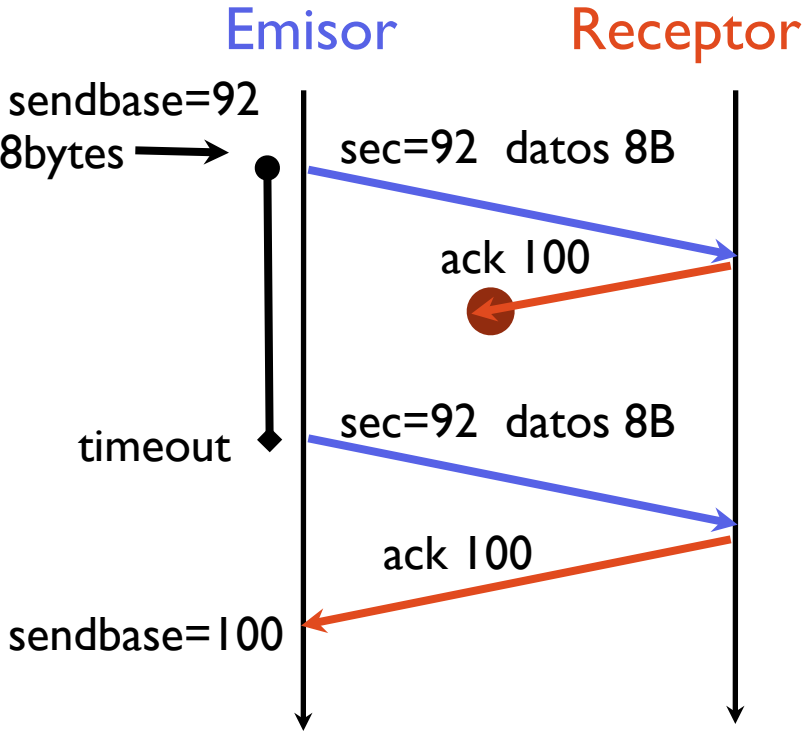 Emisor Receptor
sendbase=92
8bytes
sec=92 datos 8B
ack 100
sec=92 datos 8B
timeout
ack 100
sendbase=100